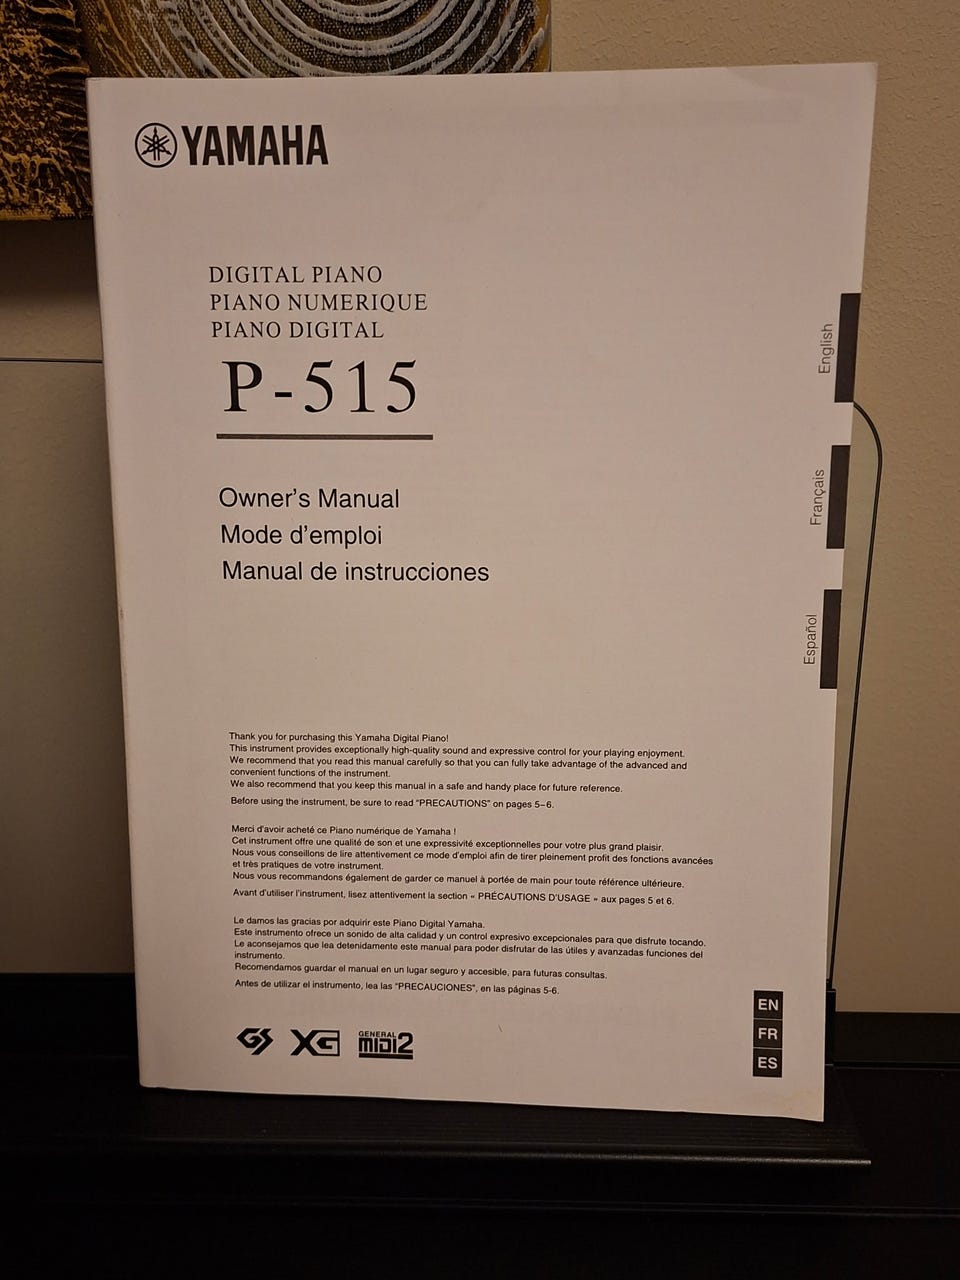 YAMAHA
DIGITAL PIANO
PIANO NUMERIQUE
PIANO DIGITAL
P-515
Owner's Manual
Mode d'emploi
Manual de instrucciones
English
Français
Español
Thank you for purchasing this Yamaha Digital Piano!
This instrument provides exceptionally high-quality sound and expressive control for your playing enjoyment.
We recommend that you read this manual carefully so that you can fully take advantage of the advanced and
convenient functions of the instrument.
We also recommend that you keep this manual in a safe and handy place for future reference.
Before using the instrument, be sure to read "PRECAUTIONS" on pages 5–6.
Merci d'avoir acheté ce Piano numérique de Yamaha !
Cet instrument offre une qualité de son et une expressivité exceptionnelles pour votre plus grand plaisir.
Nous vous conseillons de lire attentivement ce mode d'emploi afin de tirer pleinement profit des fonctions avancées
et très pratiques de votre instrument.
Nous vous recommandons également de garder ce manuel à portée de main pour toute référence ultérieure.
Avant d'utiliser l'instrument, lisez attentivement la section « PRÉCAUTIONS D'USAGE » aux pages 5 et 6.
Le damos las gracias por adquirir este Piano Digital Yamaha.
Este instrumento ofrece un sonido de alta calidad y un control expresivo excepcionales para que disfrute tocando.
Le aconsejamos que lea detenidamente este manual para poder disfrutar de las útiles y avanzadas funciones del
instrumento.
Recomendamos guardar el manual en un lugar seguro y accesible, para futuras consultas.
Antes de utilizar el instrumento, lea las "PRECAUCIONES", en las páginas 5-6.
GS XG GENERAL MIDI2
EN
FR
ES